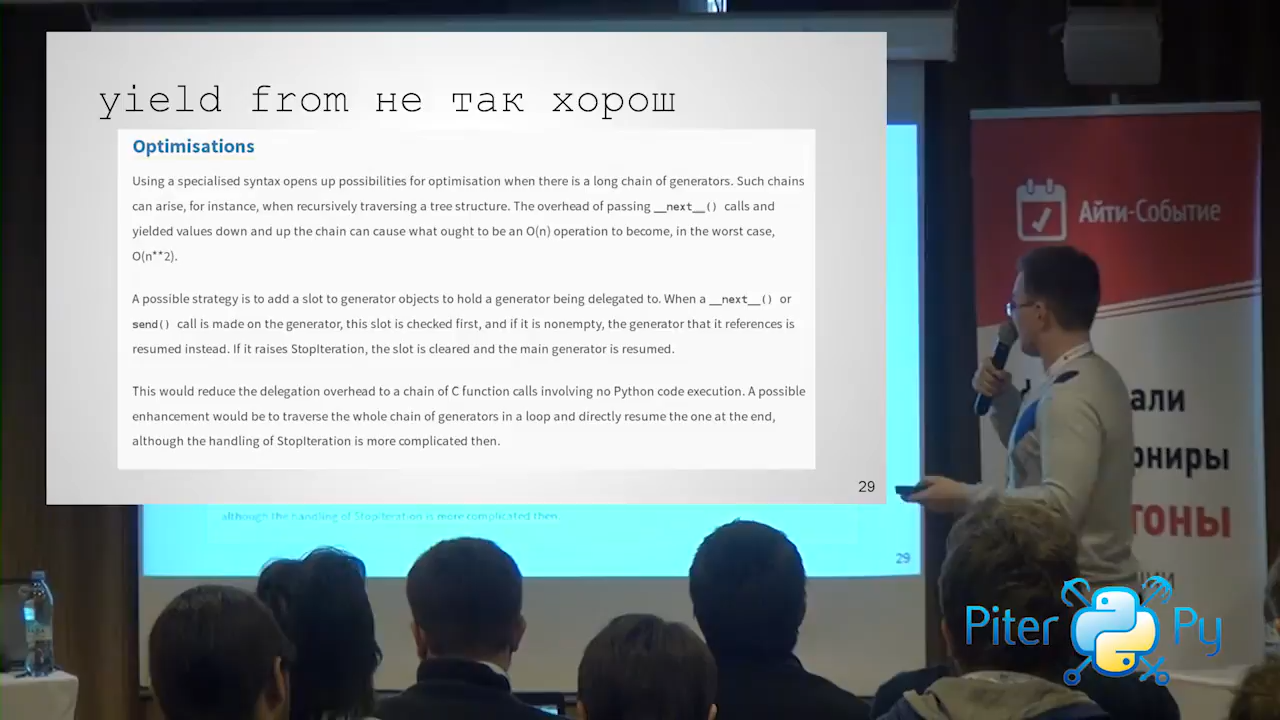 yield from не так хорош
Optimisations
Using a specialised syntax opens up possibilities for optimisation when there is a long chain of generators. Such chains
can arise, for instance, when recursively traversing a tree structure. The overhead of passing __next__() calls and
yielded values down and up the chain can cause what ought to be an O(n) operation to become, in the worst case,
O(n**2).
A possible strategy is to add a slot to generator objects to hold a generator being delegated to. When a __next__() or
send() call is made on the generator, this slot is checked first, and if it is nonempty, the generator that it references is
resumed instead. If it raises StopIteration, the slot is cleared and the main generator is resumed.
This would reduce the delegation overhead to a chain of C function calls involving no Python code execution. A possible
enhancement would be to traverse the whole chain of generators in a loop and directly resume the one at the end,
although the handling of StopIteration is more complicated then.
29
although the handling of StopIteration is more complicated then.
29
Айти-Событие
али
рниры
тоны
Piter Py